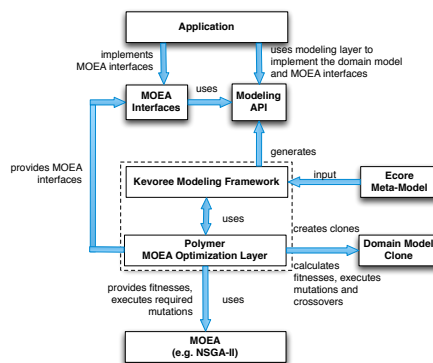 Application
implements
MOEA interfaces
uses modeling layer to
implement the domain model
and MOEA interfaces
MOEA
Interfaces
uses
Modeling
API
provides MOEA
interfaces
generates
Kevoree Modeling Framework
input
Ecore
Meta-Model
uses
creates clones
Polymer
MOEA Optimization Layer
Domain Model
Clone
calculates
fitnesses, executes
mutations and
crossovers
provides fitnesses,
executes required
mutations
uses
MOEA
(e.g. NSGA-II)